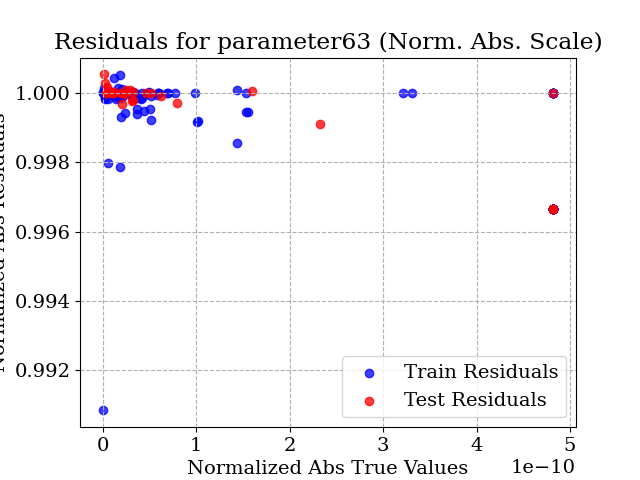 Residuals for parameter63 (Norm. Abs. Scale)
Normalized Abs Residuals
1.000
0.998
0.996
0.994
0.992
Train Residuals
Test Residuals
0
1
2
3
4
5
1e−10
Normalized Abs True Values